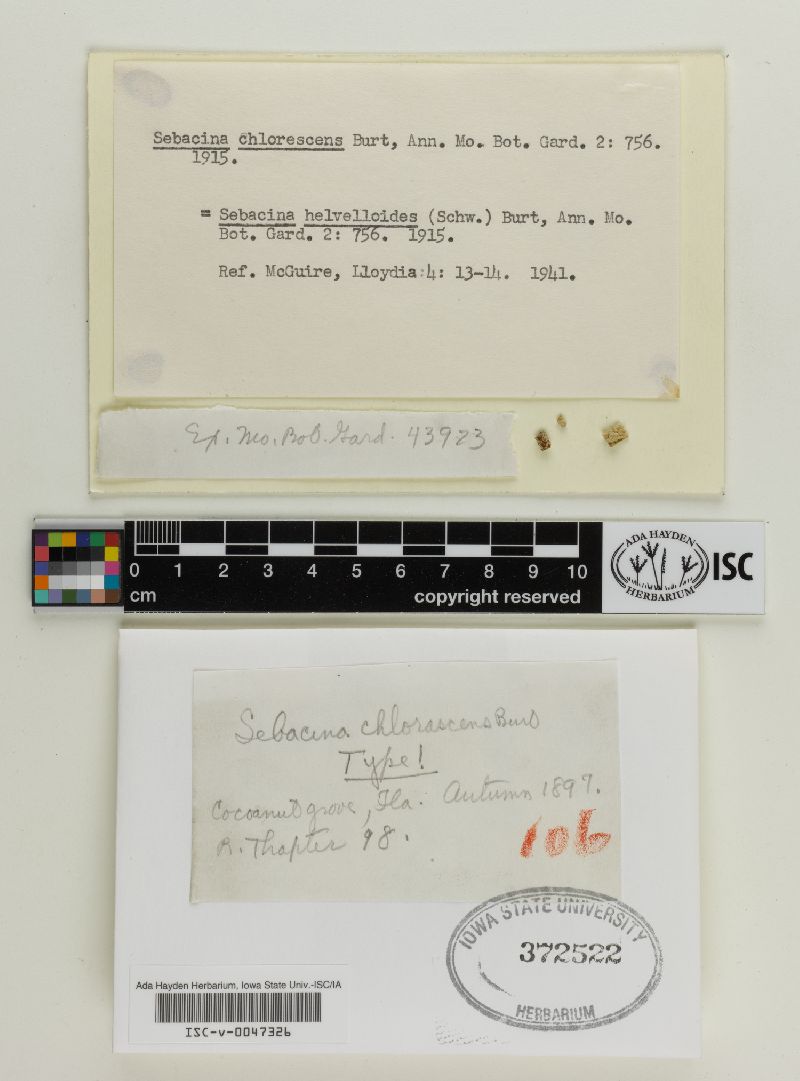 Sebacina chlorescens Burt, Ann. Mo. Bot. Gard. 2: 756.
1915.
= Sebacina helvelloides (Schw.) Burt, Ann. Mo.
Bot. Gard. 2: 756. 1915.
Ref. McGuire, Lloydia 4: 13-14. 1941.
Ex. Mo. Bot. Gard. 43923
0 1 2 3 4 5 6 7 8 9 10
cm
copyright reserved
ADA HAYDEN
HERBARIUM
ISC
Sebacina chlorascens Burt
Type!
Cocoanut grove, Fla. Autumn 1897.
R. Thaxter 98.
106
IOWA STATE UNIVERSITY
372522
HERBARIUM
Ada Hayden Herbarium, Iowa State Univ.-ISC/IA
ISC-v-0047326